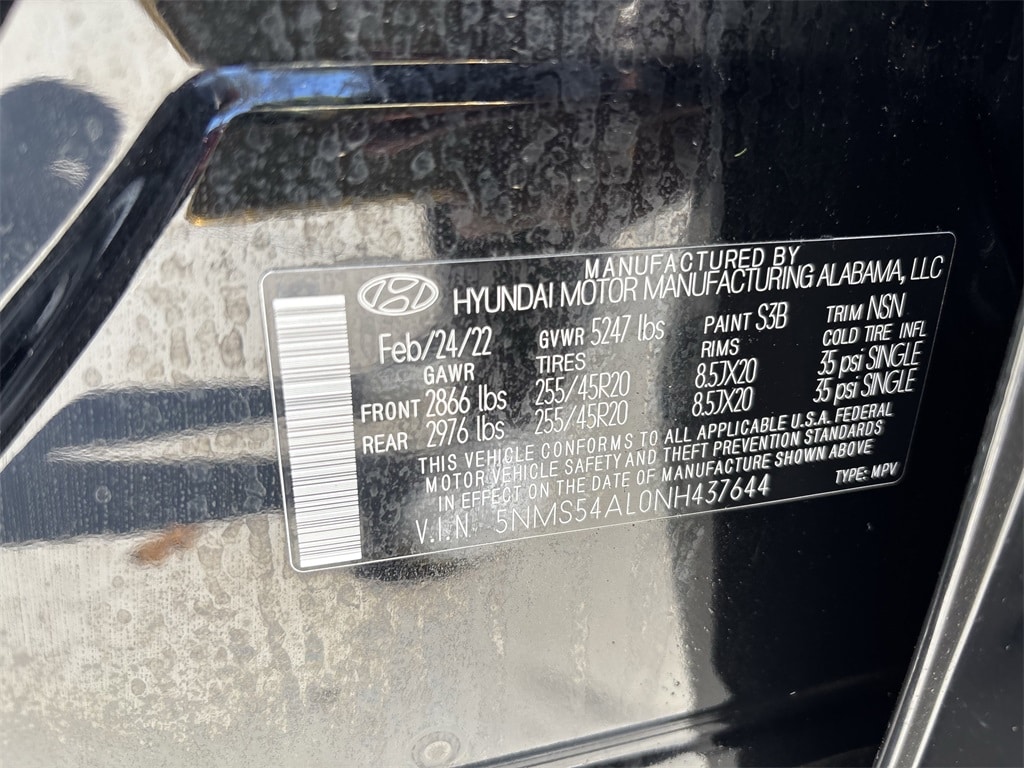 MANUFACTURED BY
HYUNDAI MOTOR MANUFACTURING ALABAMA, LLC
Feb/24/22 GVWR 5247 lbs PAINT S3B TRIM NSN
GAWR TIRES RIMS COLD TIRE INFL
FRONT 2866 lbs 255/45R20 8.5JX20 35 psi SINGLE
REAR 2976 lbs 255/45R20 8.5JX20 35 psi SINGLE
THIS VEHICLE CONFORMS TO ALL APPLICABLE U.S.A. FEDERAL
MOTOR VEHICLE SAFETY AND THEFT PREVENTION STANDARDS
IN EFFECT ON THE DATE OF MANUFACTURE SHOWN ABOVE
V.I.N. 5NMS54AL0NH437644 TYPE: MPV